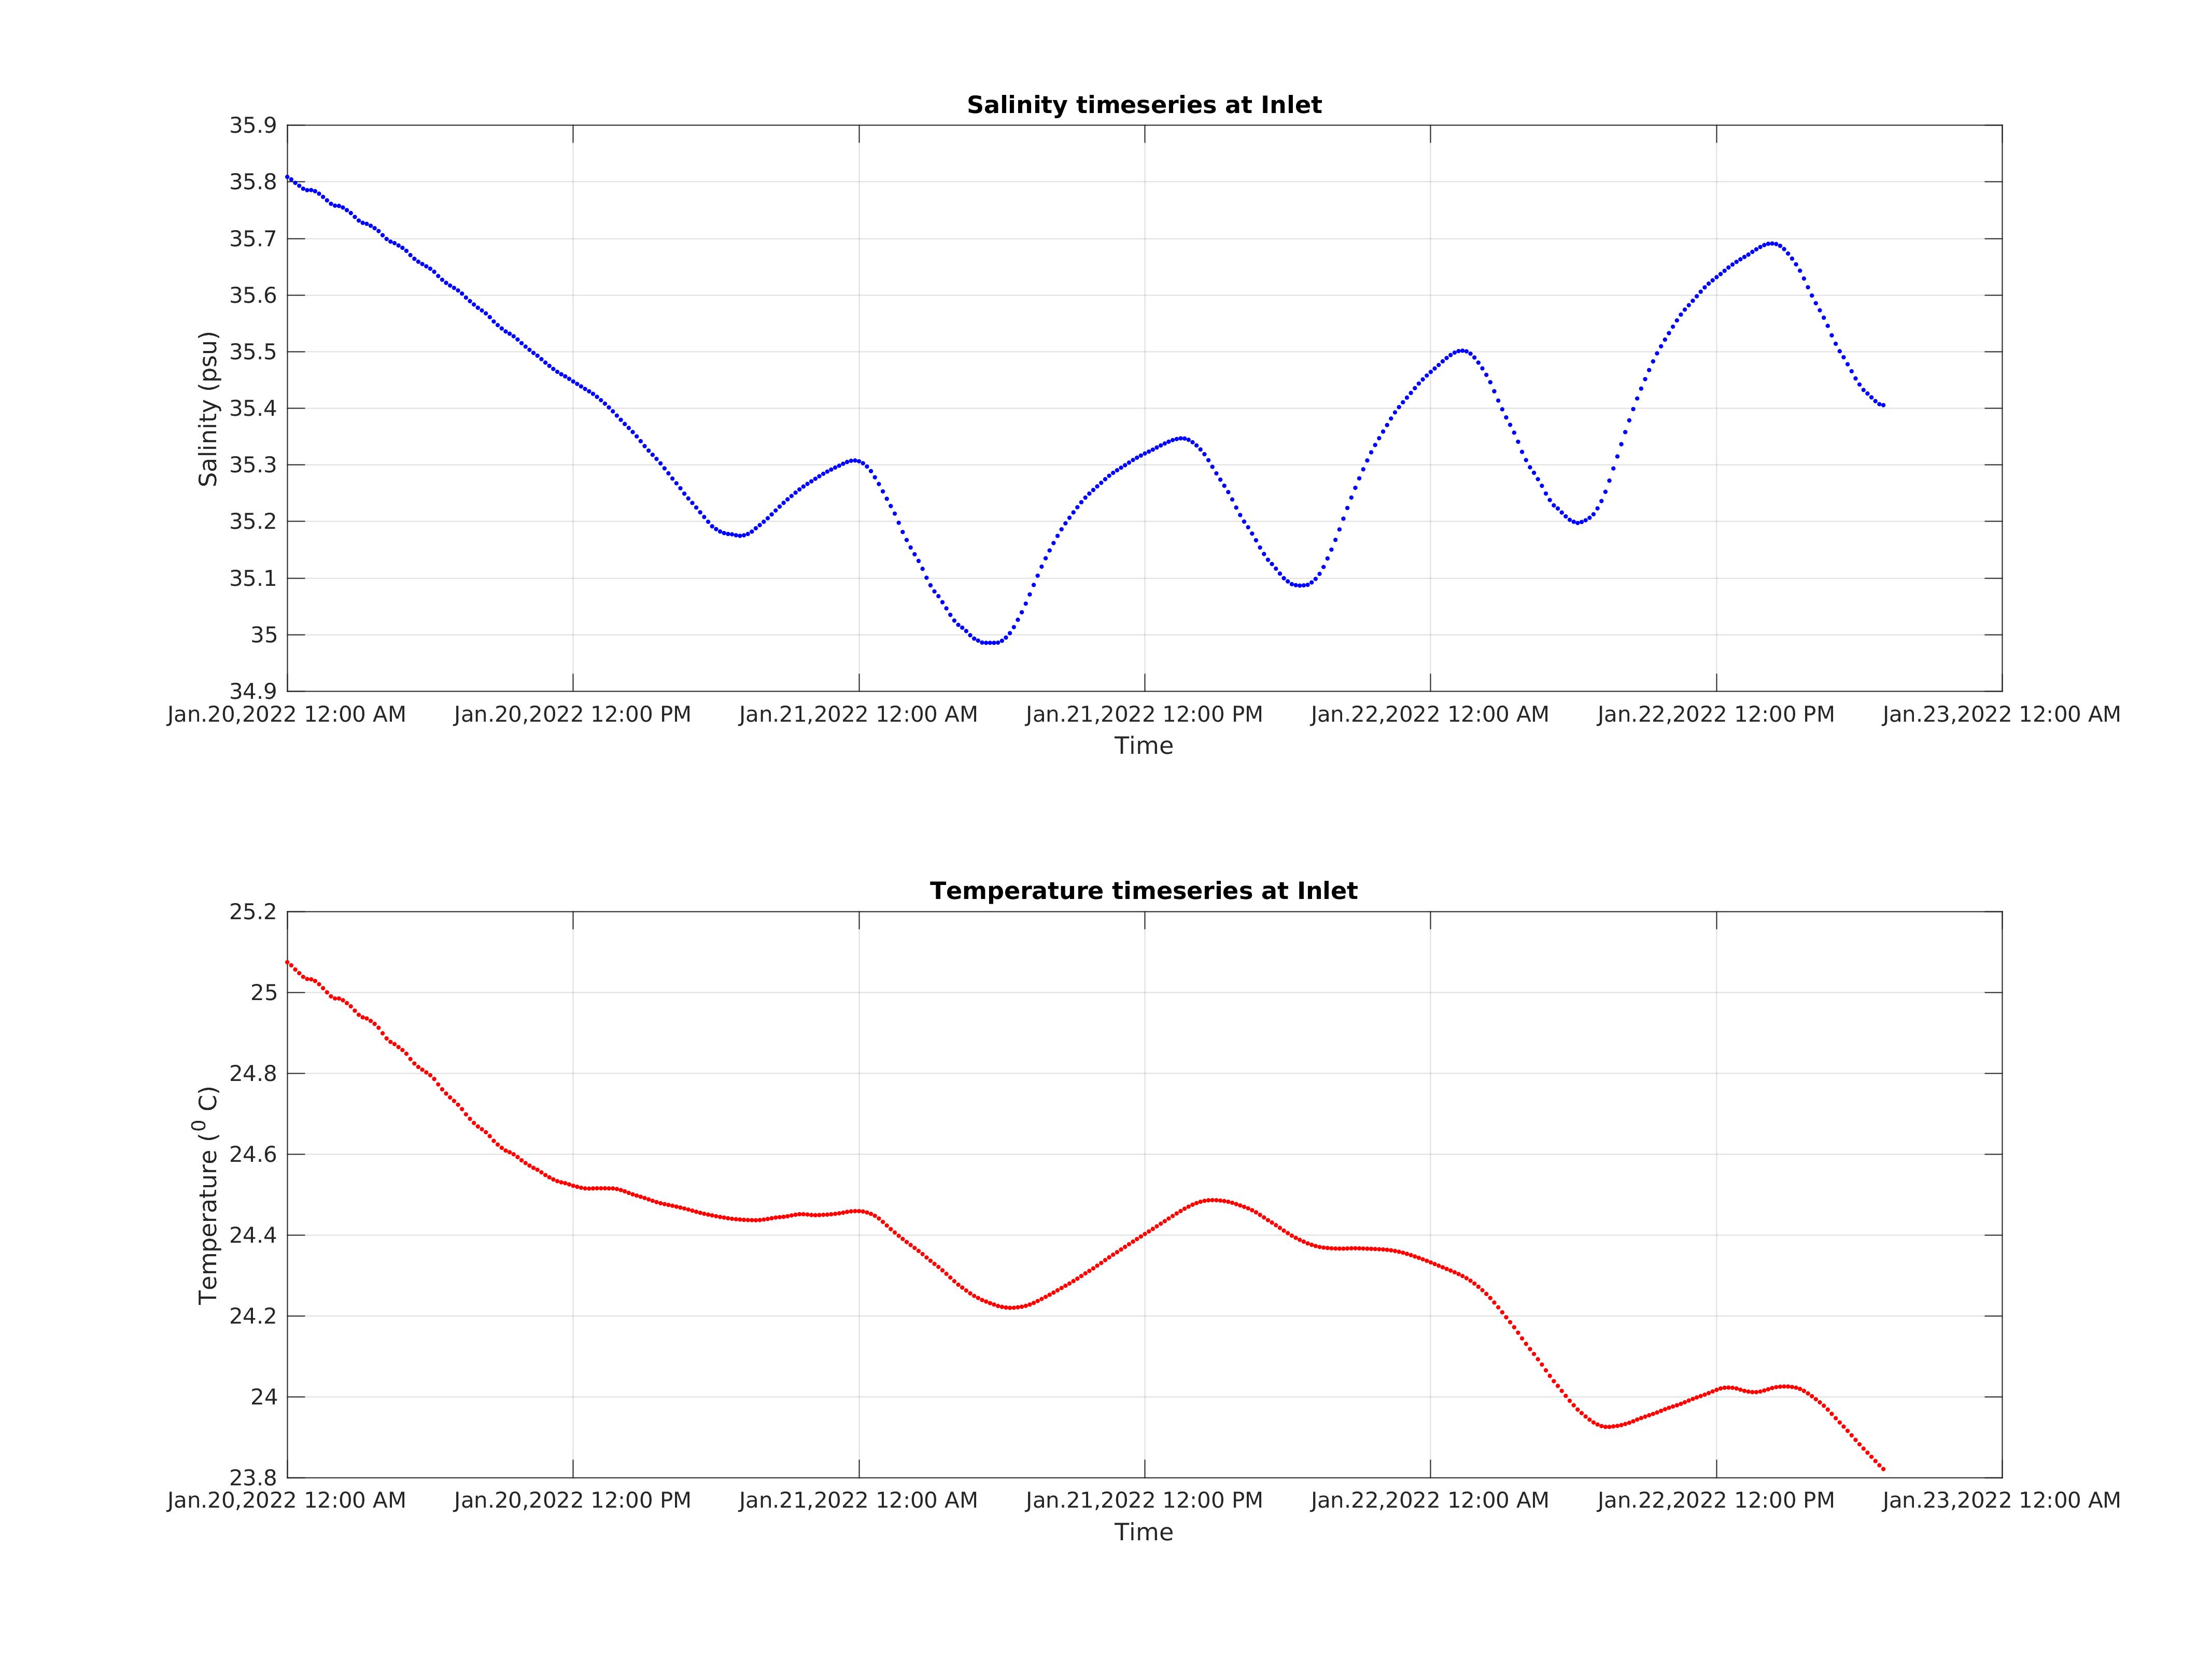 Salinity timeseries at Inlet
35.9
35.8
35.7
35.6
35.5
35.4
35.3
35.2
35.1
35
34.9
Salinity (psu)
Jan.20,2022 12:00 AM Jan.20,2022 12:00 PM Jan.21,2022 12:00 AM Jan.21,2022 12:00 PM Jan.22,2022 12:00 AM Jan.22,2022 12:00 PM Jan.23,2022 12:00 AM
Time
Temperature timeseries at Inlet
25.2
25
24.8
24.6
24.4
24.2
24
23.8
Temperature (⁰ C)
Jan.20,2022 12:00 AM Jan.20,2022 12:00 PM Jan.21,2022 12:00 AM Jan.21,2022 12:00 PM Jan.22,2022 12:00 AM Jan.22,2022 12:00 PM Jan.23,2022 12:00 AM
Time